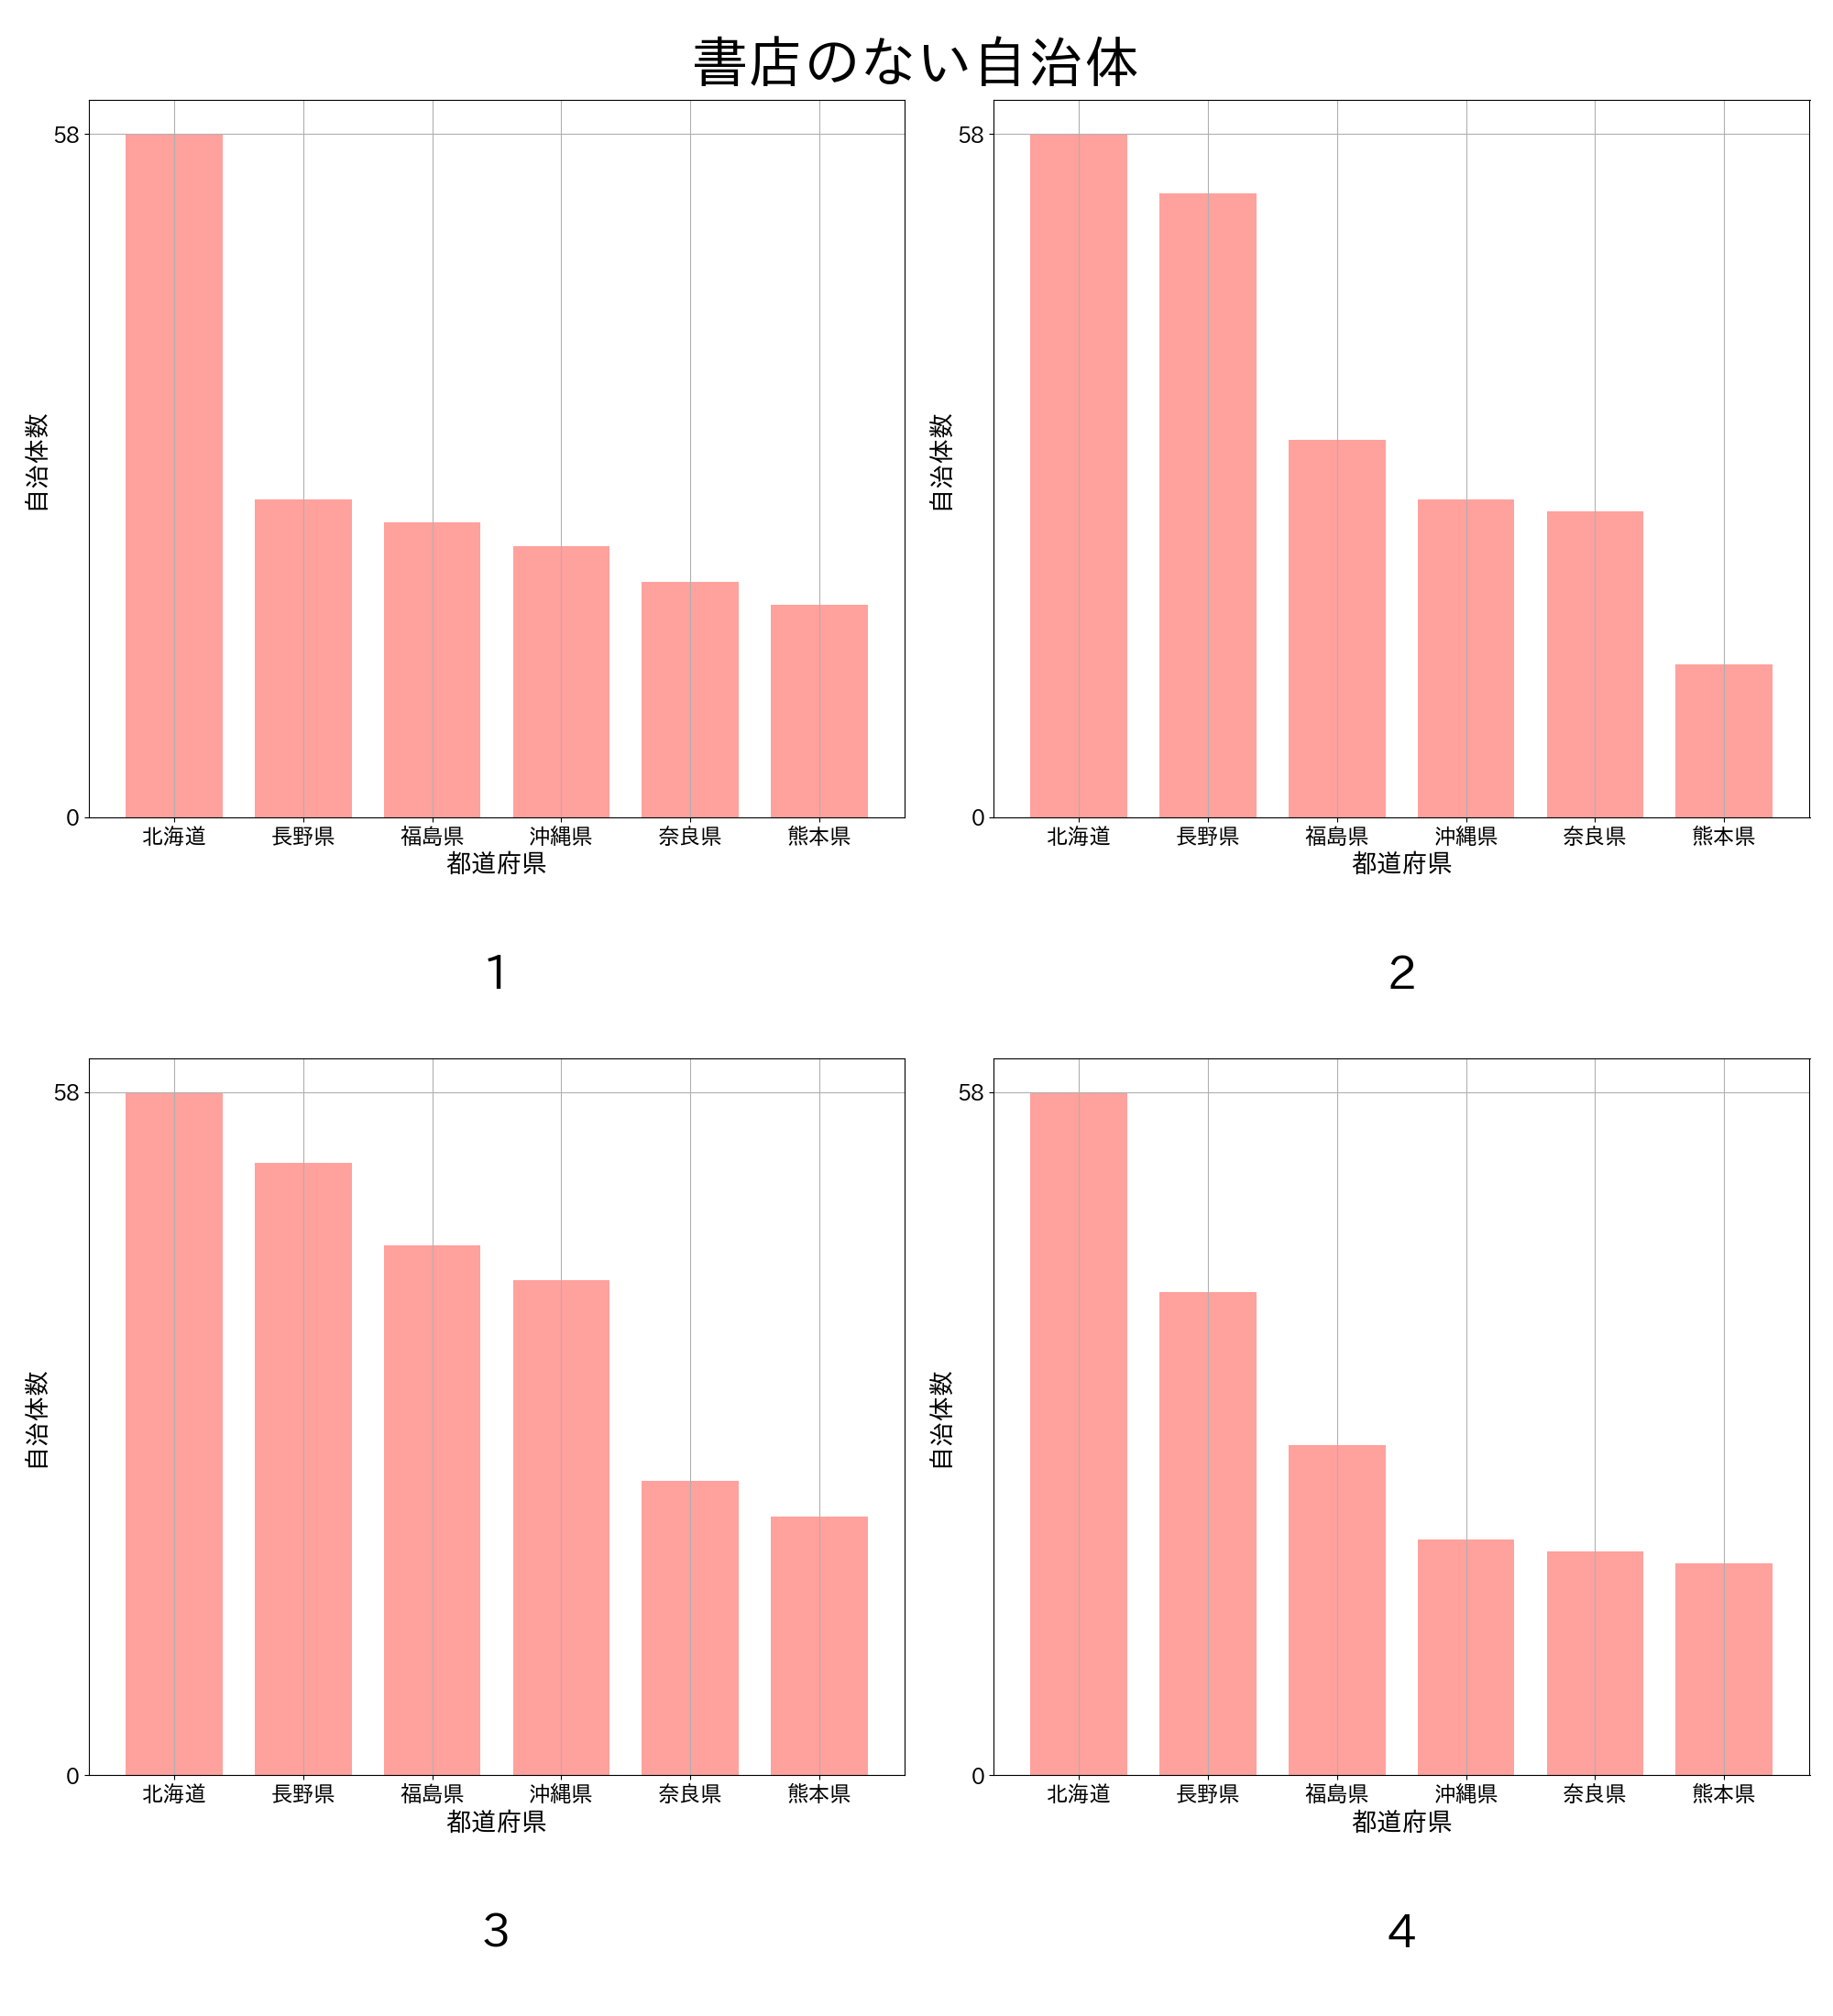 書店のない自治体
58
0
自治体数
北海道 長野県 福島県 沖縄県 奈良県 熊本県
都道府県
1
58
0
自治体数
北海道 長野県 福島県 沖縄県 奈良県 熊本県
都道府県
2
58
0
自治体数
北海道 長野県 福島県 沖縄県 奈良県 熊本県
都道府県
3
58
0
自治体数
北海道 長野県 福島県 沖縄県 奈良県 熊本県
都道府県
4